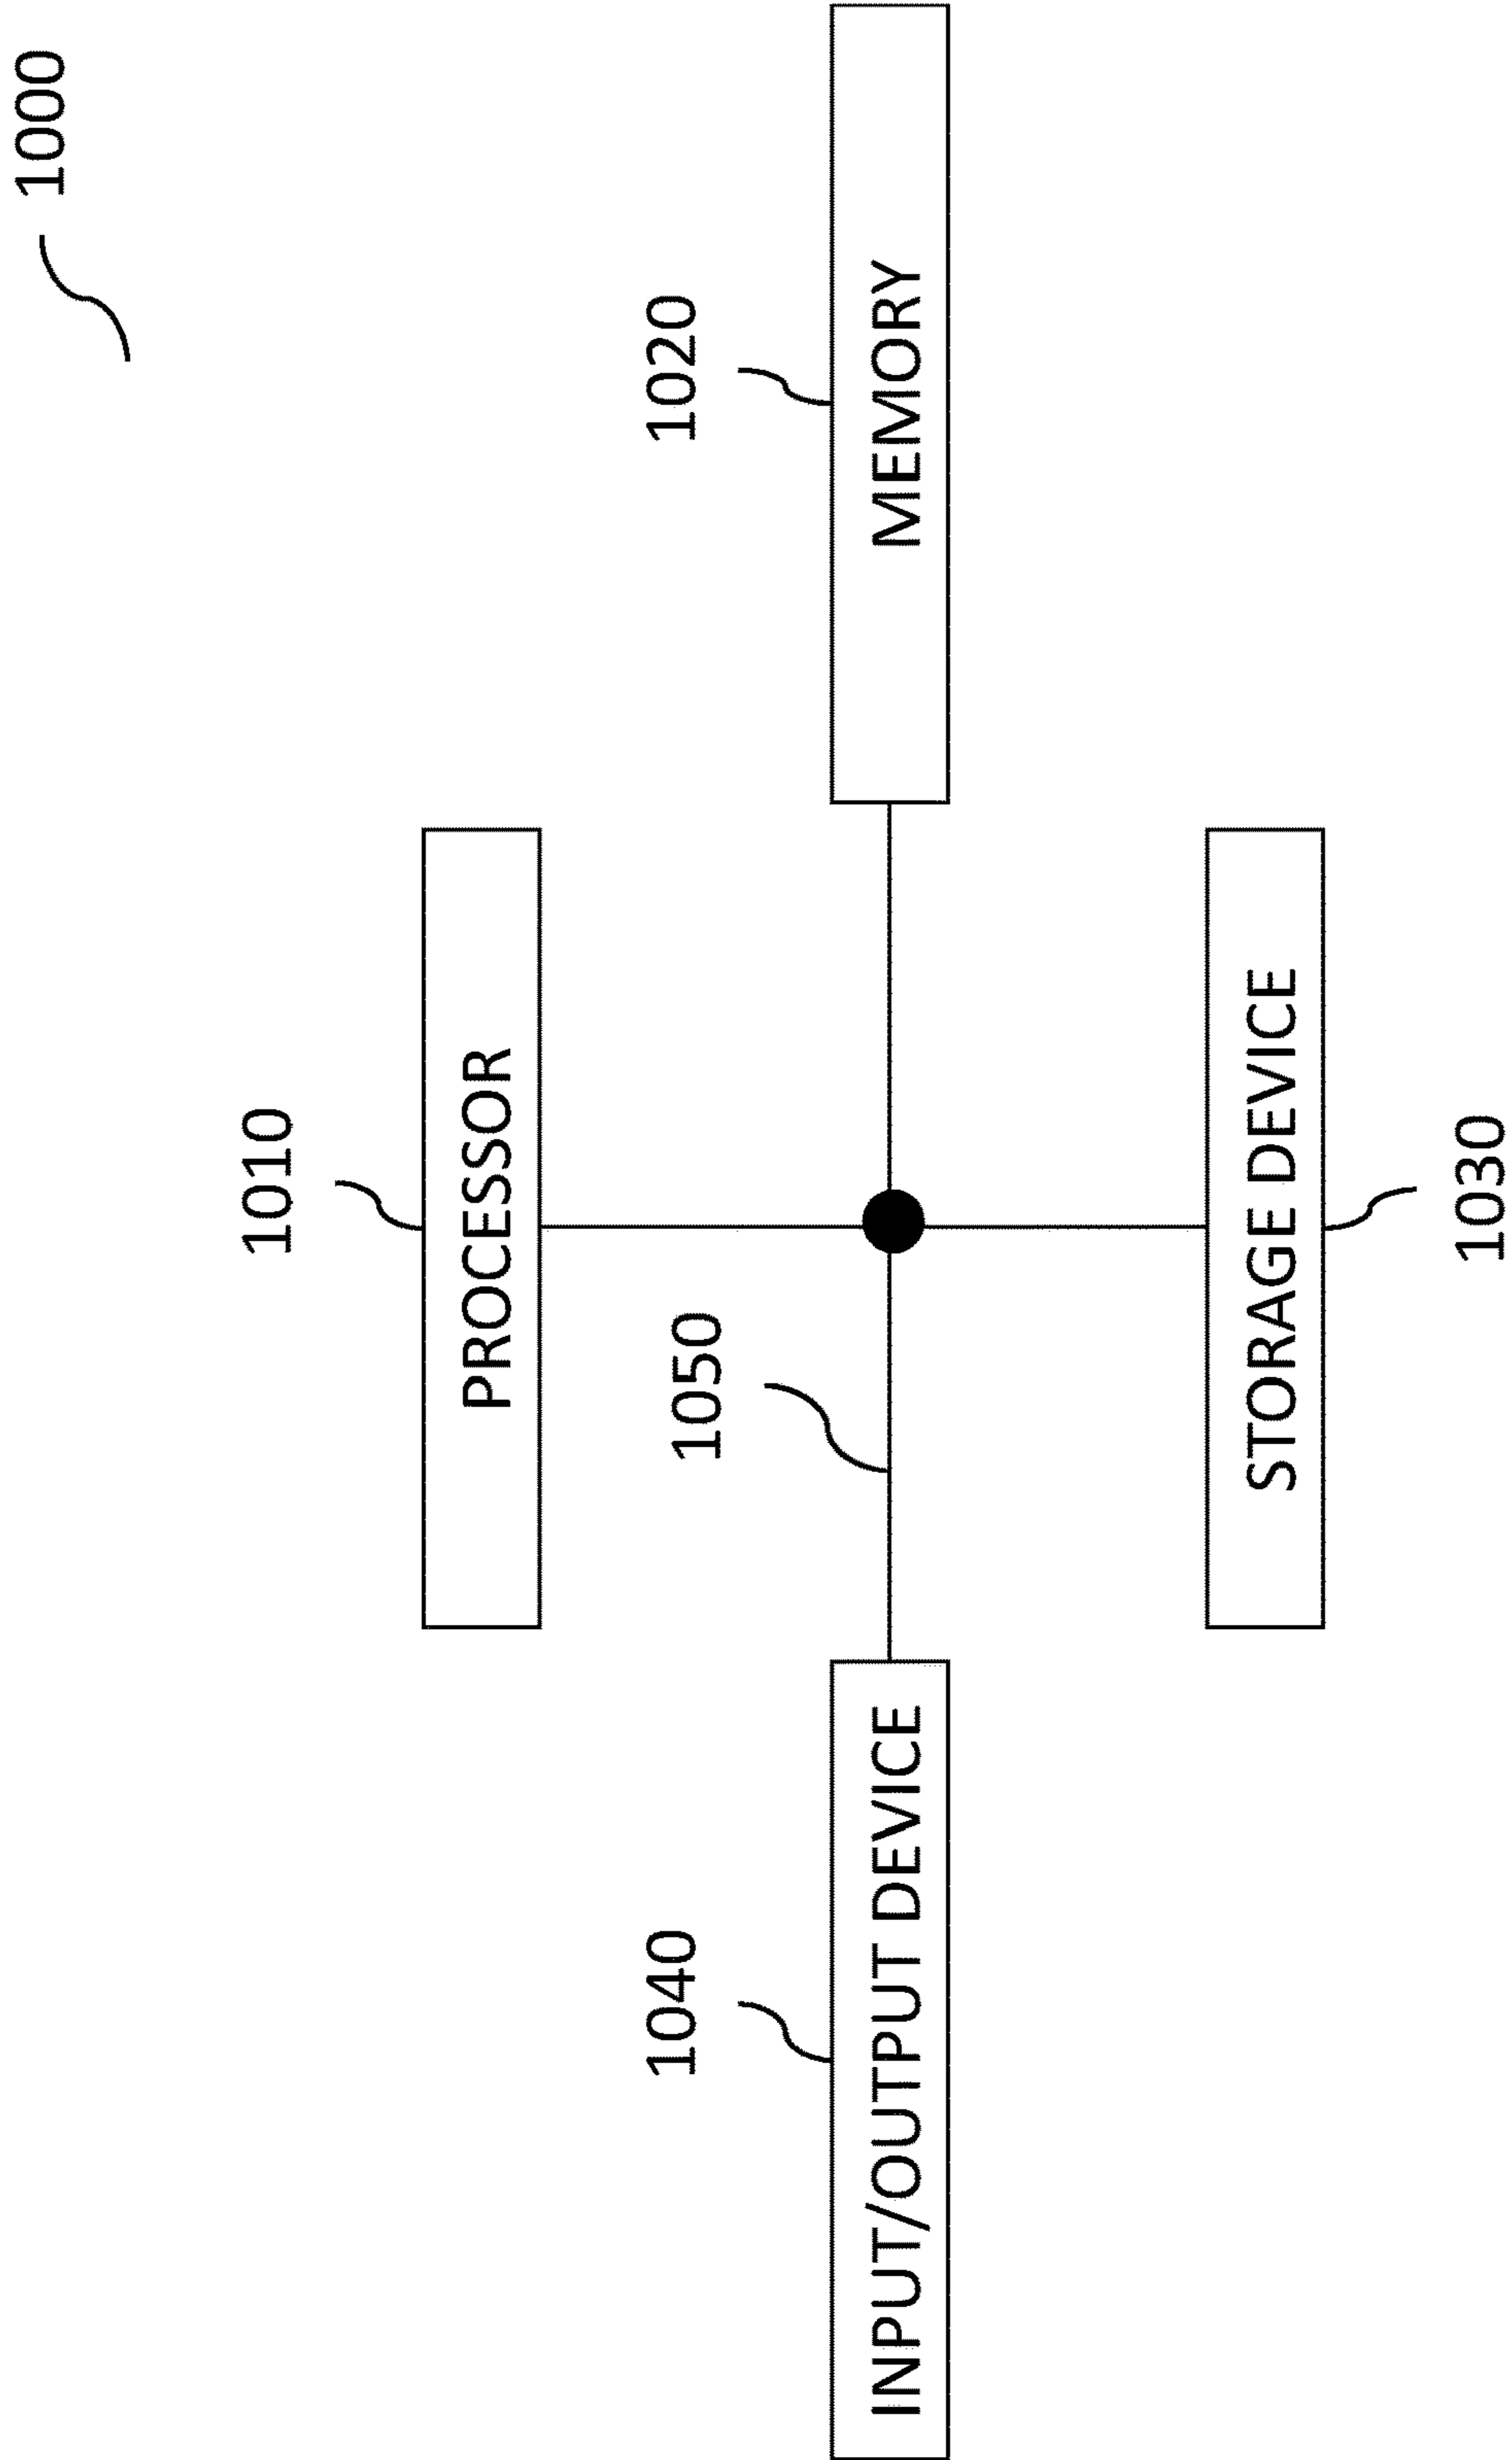 1000
1010
PROCESSOR
1040
1050
1020
INPUT/OUTPUT DEVICE
MEMORY
STORAGE DEVICE
1030